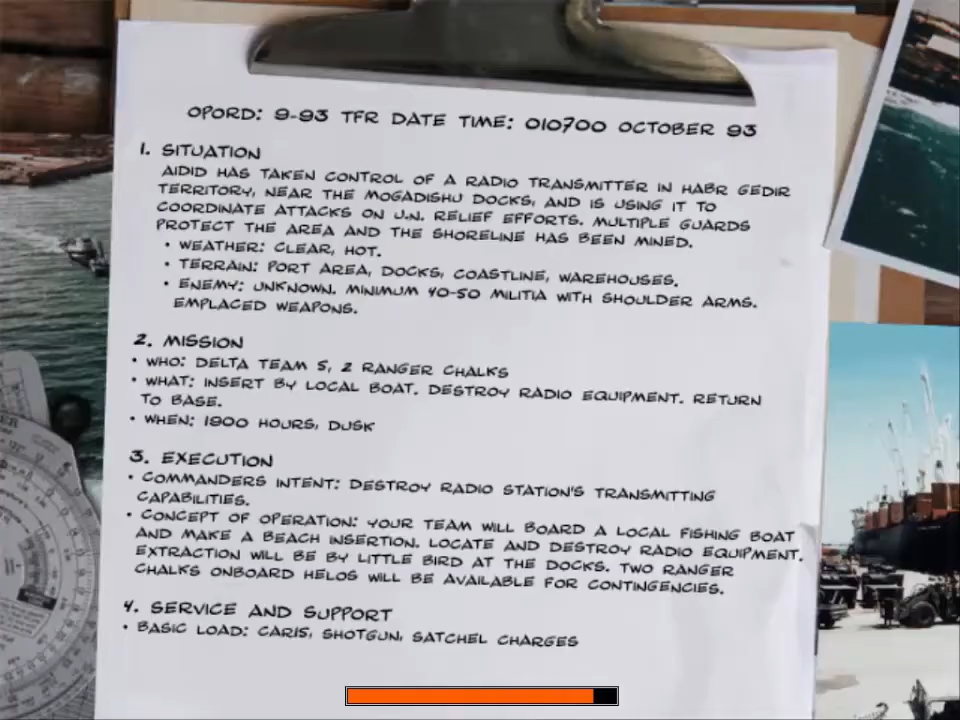 OPORD: 9-93 TFR DATE TIME: 010700 OCTOBER 93
1. SITUATION
AIDID HAS TAKEN CONTROL OF A RADIO TRANSMITTER IN HABR GEDIR
TERRITORY, NEAR THE MOGADISHU DOCKS, AND IS USING IT TO
COORDINATE ATTACKS ON U.N. RELIEF EFFORTS. MULTIPLE GUARDS
PROTECT THE AREA AND THE SHORELINE HAS BEEN MINED.
• WEATHER: CLEAR, HOT.
• TERRAIN: PORT AREA, DOCKS, COASTLINE, WAREHOUSES.
• ENEMY: UNKNOWN. MINIMUM 40-50 MILITIA WITH SHOULDER ARMS.
EMPLACED WEAPONS.
2. MISSION
• WHO: DELTA TEAM 5, 2 RANGER CHALKS
• WHAT: INSERT BY LOCAL BOAT. DESTROY RADIO EQUIPMENT. RETURN
TO BASE.
• WHEN: 1900 HOURS, DUSK
3. EXECUTION
• COMMANDERS INTENT: DESTROY RADIO STATION'S TRANSMITTING
CAPABILITIES.
• CONCEPT OF OPERATION: YOUR TEAM WILL BOARD A LOCAL FISHING BOAT
AND MAKE A BEACH INSERTION. LOCATE AND DESTROY RADIO EQUIPMENT.
EXTRACTION WILL BE BY LITTLE BIRD AT THE DOCKS. TWO RANGER
CHALKS ONBOARD HELOS WILL BE AVAILABLE FOR CONTINGENCIES.
4. SERVICE AND SUPPORT
• BASIC LOAD: CAR15, SHOTGUN, SATCHEL CHARGES